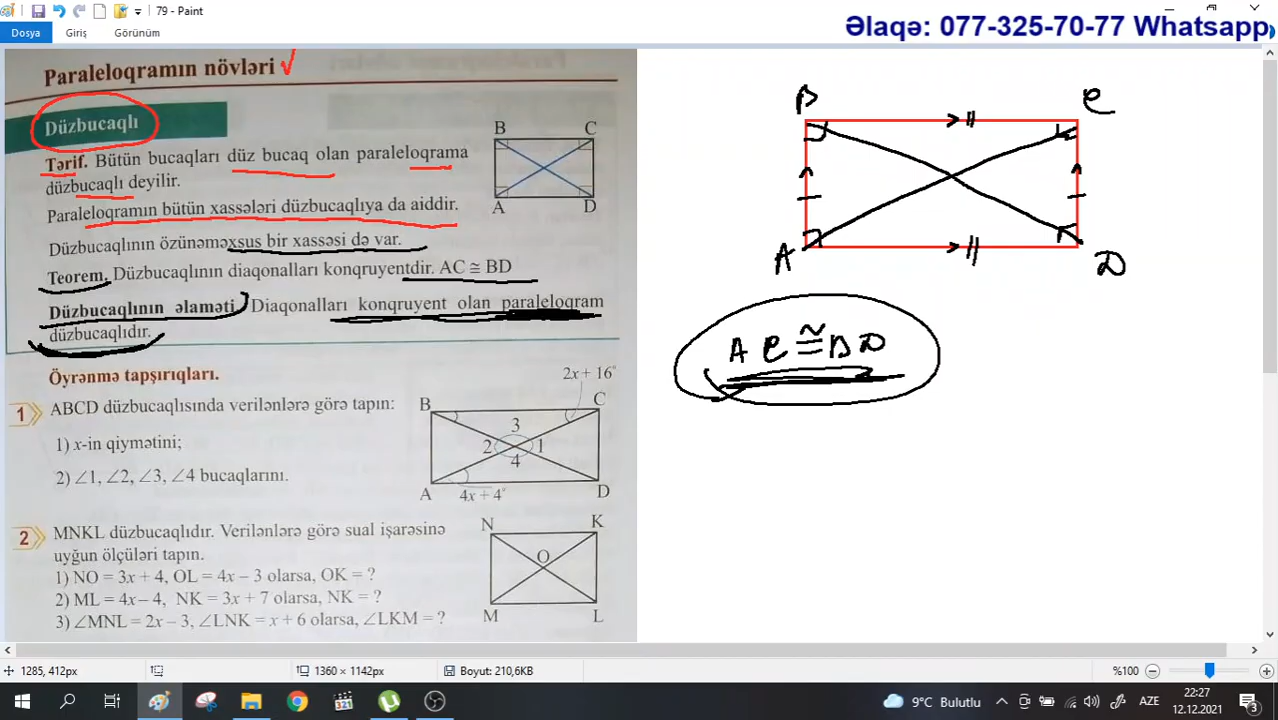 79 - Paint
Əlaqə: 077-325-70-77 Whatsapp
Dosya Giriş Görünüm
Paraleloqramın növləri
Düzbucaqlı
Tərif. Bütün bucaqları düz bucaq olan paraleloqrama
düzbucaqlı deyilir.
Paraleloqramın bütün xassələri düzbucaqlıya da aiddir.
Düzbucaqlının özünəməxsus bir xassəsi də var.
Teorem. Düzbucaqlının diaqonalları konqruyentdir. AC ≅ BD
Düzbucaqlının əlaməti. Diaqonalları konqruyent olan paraleloqram
düzbucaqlıdır.
B C
A D
Öyrənmə tapşırıqları.
1 ABCD düzbucaqlısında verilənlərə görə tapın:
1) x-in qiymətini;
2) ∠1, ∠2, ∠3, ∠4 bucaqlarını.
2x + 16°
B C
3
2 1
4
A D
4x + 4°
2 MNKL düzbucaqlıdır. Verilənlərə görə sual işarəsinə
uyğun ölçüləri tapın.
1) NO = 3x + 4, OL = 4x – 3 olarsa, OK = ?
2) ML = 4x – 4, NK = 3x + 7 olarsa, NK = ?
3) ∠MNL = 2x – 3, ∠LNK = x + 6 olarsa, ∠LKM = ?
N K
O
M L
B C
A D
AC ≅ BD
1285, 412px 1360 × 1142px Boyut: 210,6KB %100
321
9°C Bulutlu AZE 22:27
12.12.2021 3